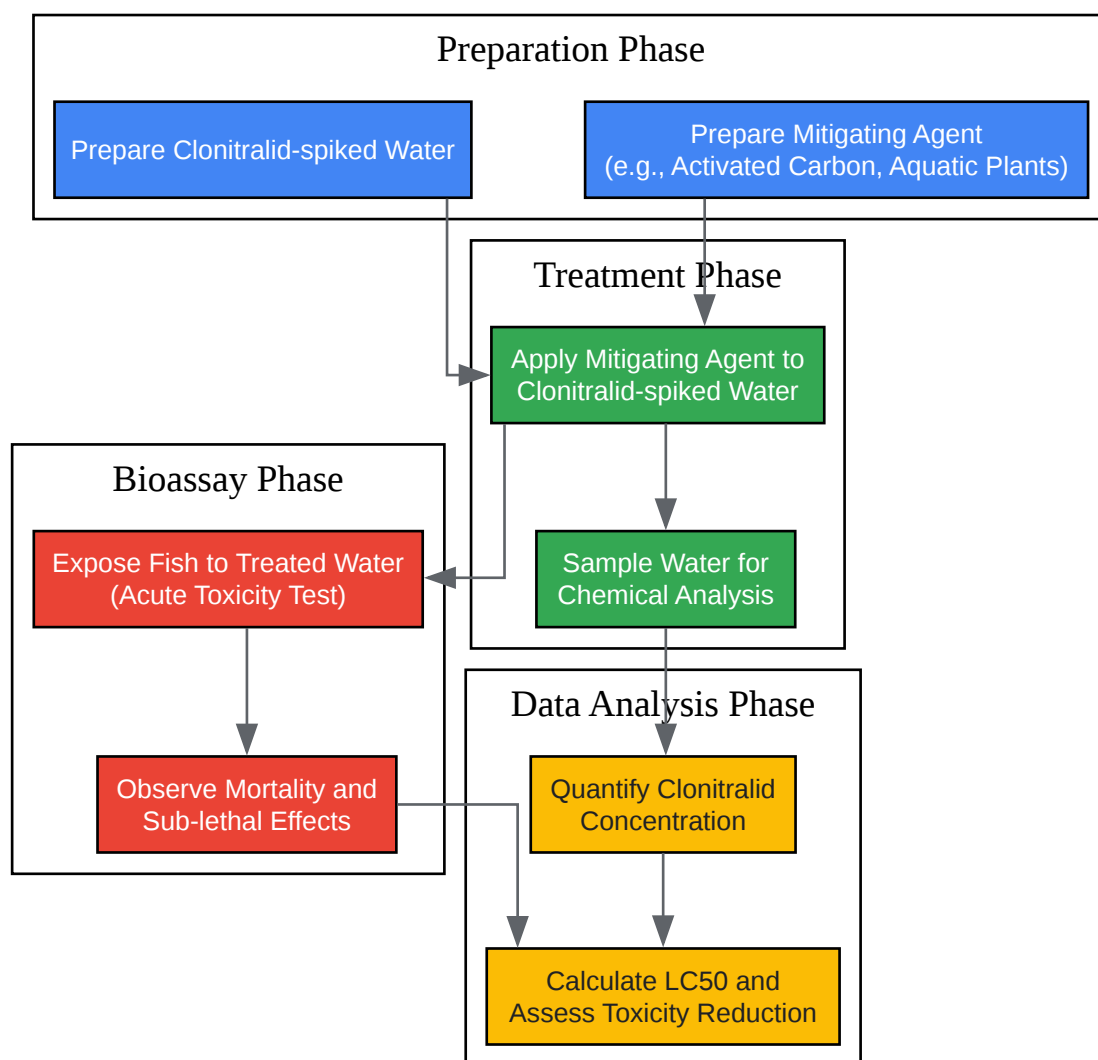 Preparation Phase
Prepare Clonitralid-spiked Water
Prepare Mitigating Agent
(e.g., Activated Carbon, Aquatic Plants)
Treatment Phase
Apply Mitigating Agent to
Clonitralid-spiked Water
Bioassay Phase
Expose Fish to Treated Water
(Acute Toxicity Test)
Sample Water for
Chemical Analysis
Data Analysis Phase
Observe Mortality and
Sub-lethal Effects
Quantify Clonitralid
Concentration
Calculate LC50 and
Assess Toxicity Reduction